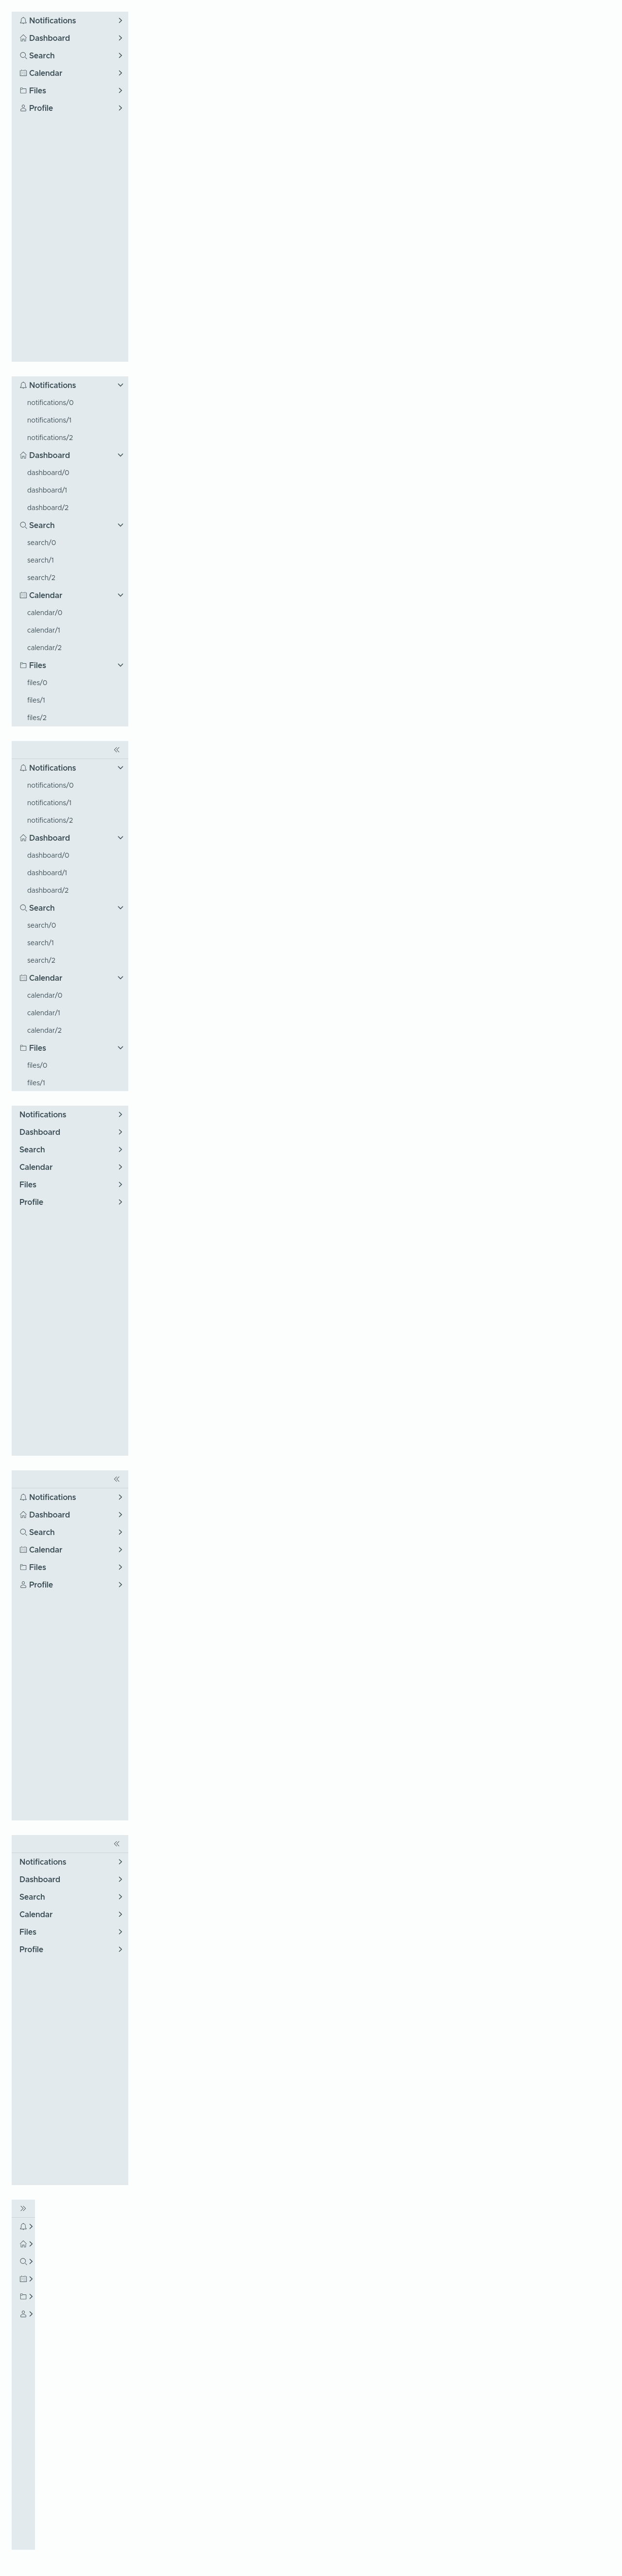 Notifications
Dashboard
Search
Calendar
Files
Profile
Notifications
notifications/0
notifications/1
notifications/2
Dashboard
dashboard/0
dashboard/1
dashboard/2
Search
search/0
search/1
search/2
Calendar
calendar/0
calendar/1
calendar/2
Files
files/0
files/1
files/2
Notifications
notifications/0
notifications/1
notifications/2
Dashboard
dashboard/0
dashboard/1
dashboard/2
Search
search/0
search/1
search/2
Calendar
calendar/0
calendar/1
calendar/2
Files
files/0
files/1
Notifications
Dashboard
Search
Calendar
Files
Profile
Notifications
Dashboard
Search
Calendar
Files
Profile
Notifications
Dashboard
Search
Calendar
Files
Profile